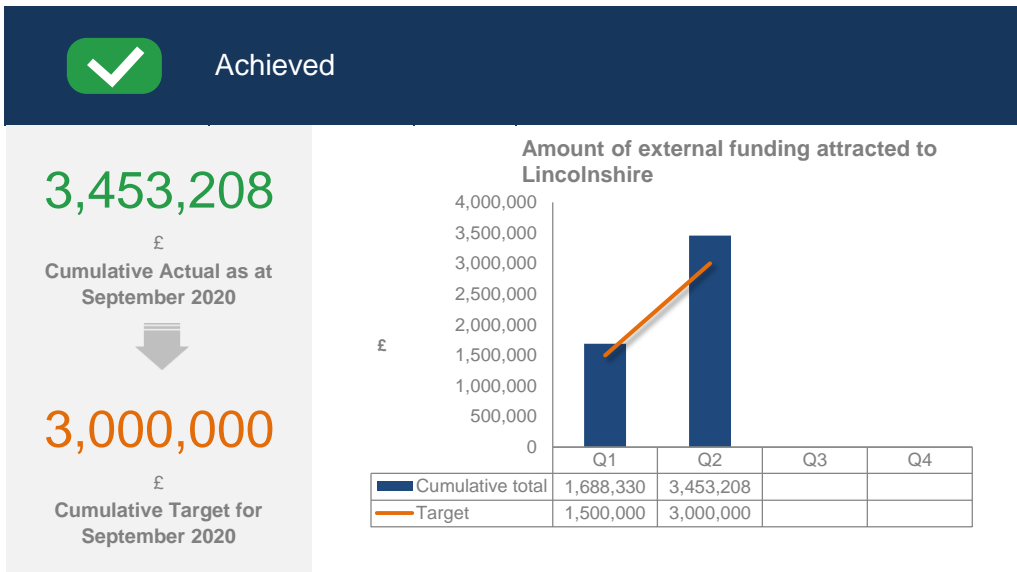 Achieved
3,453,208
£
Cumulative Actual as at
September 2020
3,000,000
£
Cumulative Target for
September 2020
Amount of external funding attracted to
Lincolnshire
£
4,000,000
3,500,000
3,000,000
2,500,000
2,000,000
1,500,000
1,000,000
500,000
0
Q1 Q2 Q3 Q4
Cumulative total 1,688,330 3,453,208
Target 1,500,000 3,000,000